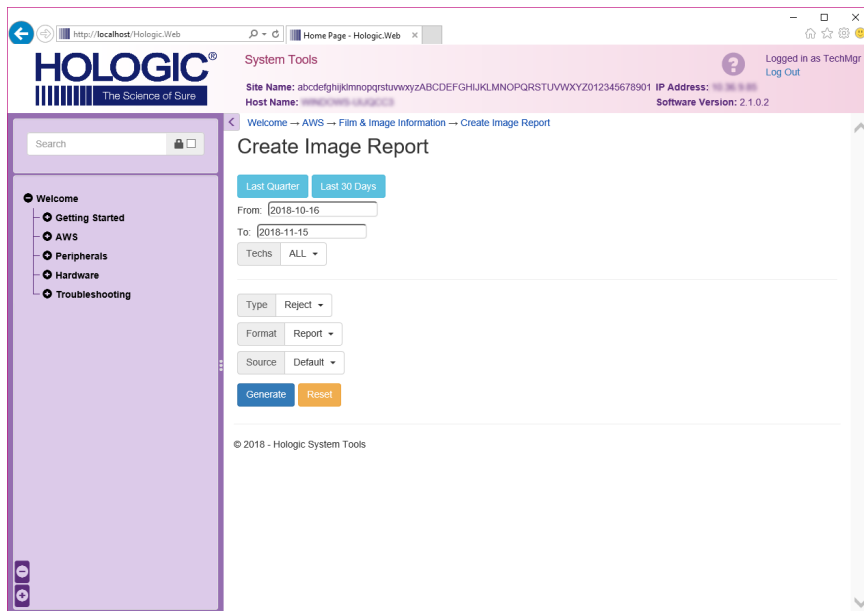 http://localhost/Hologic.Web
Home Page - Hologic.Web
HOLOGIC®
The Science of Sure
System Tools
Logged in as TechMgr
Log Out
Site Name: abcdefghijklmnopqrstuvwxyzABCDEFGHIJKLMNOPQRSTUVWXYZ012345678901 IP Address:
Host Name:
Software Version: 2.1.0.2
Search
Welcome
Getting Started
AWS
Peripherals
Hardware
Troubleshooting
Welcome → AWS → Film & Image Information → Create Image Report
Create Image Report
Last Quarter Last 30 Days
From: 2018-10-16
To: 2018-11-15
Techs ALL
Type Reject
Format Report
Source Default
Generate Reset
© 2018 - Hologic System Tools